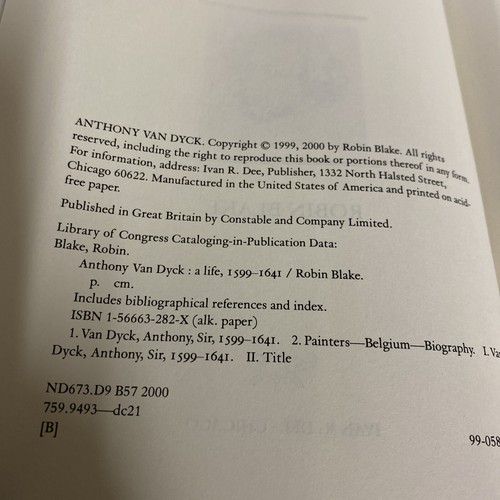 ANTHONY VAN DYCK. Copyright © 1999, 2000 by Robin Blake. All rights
reserved, including the right to reproduce this book or portions thereof in any form.
For information, address: Ivan R. Dee, Publisher, 1332 North Halsted Street,
Chicago 60622. Manufactured in the United States of America and printed on acid-
free paper.
Published in Great Britain by Constable and Company Limited.
Library of Congress Cataloging-in-Publication Data:
Blake, Robin.
Anthony Van Dyck : a life, 1599–1641 / Robin Blake.
p. cm.
Includes bibliographical references and index.
ISBN 1-56663-282-X (alk. paper)
1. Van Dyck, Anthony, Sir, 1599–1641. 2. Painters—Belgium—Biography. I. Va
Dyck, Anthony, Sir, 1599–1641. II. Title
ND673.D9 B57 2000
759.9493—dc21
[B]
99-058